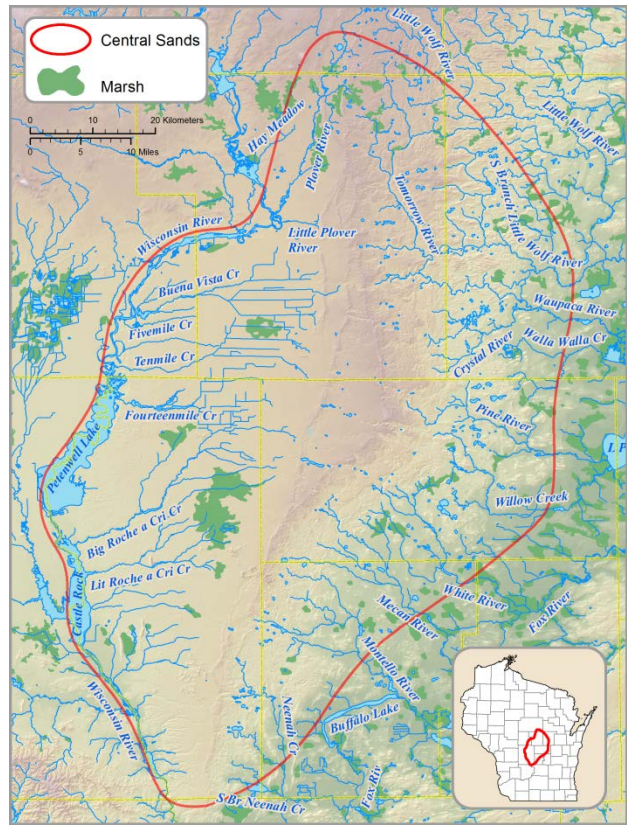 Central Sands
Marsh
0 10 20 Kilometers
0 5 10 Miles
Little Wolf River
Little Wolf River
Hay Meadow
Plover River
S Branch Little Wolf River
Tomorrow River
Wisconsin River
Little Plover
River
Buena Vista Cr
Waupaca River
Fivemile Cr
Walla Walla Cr
Crystal River
Tenmile Cr
Fourteenmile Cr
Pine River
L P
Petenwell Lake
Willow Creek
Big Roche a Cri Cr
Lit Roche a Cri Cr
Castle Rock
White River
Mecan River
Fox River
Montello River
Wisconsin River
Neenah Cr
Buffalo Lake
Fox Riv
S Br Neenah Cr